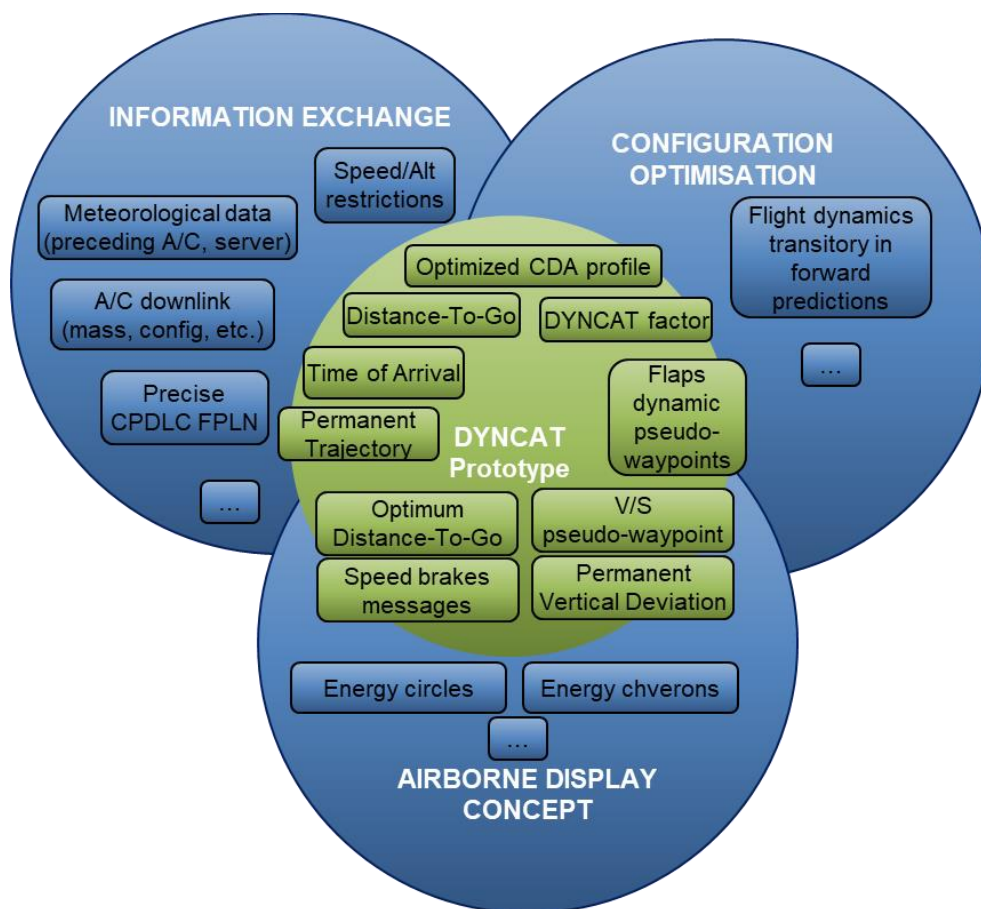 INFORMATION EXCHANGE
Speed/Alt
restrictions
Meteorological data
(preceding A/C, server)
A/C downlink
(mass, config, etc.)
Precise
CPDLC FPLN
...
CONFIGURATION
OPTIMISATION
Flight dynamics
transitory in
forward
predictions
...
Optimized CDA profile
Distance-To-Go
DYNCAT factor
Time of Arrival
Flaps
dynamic
pseudo-
waypoints
Permanent
Trajectory
DYNCAT
Prototype
Optimum
Distance-To-Go
V/S
pseudo-waypoint
Speed brakes
messages
Permanent
Vertical Deviation
Energy circles
Energy chverons
...
AIRBORNE DISPLAY
CONCEPT